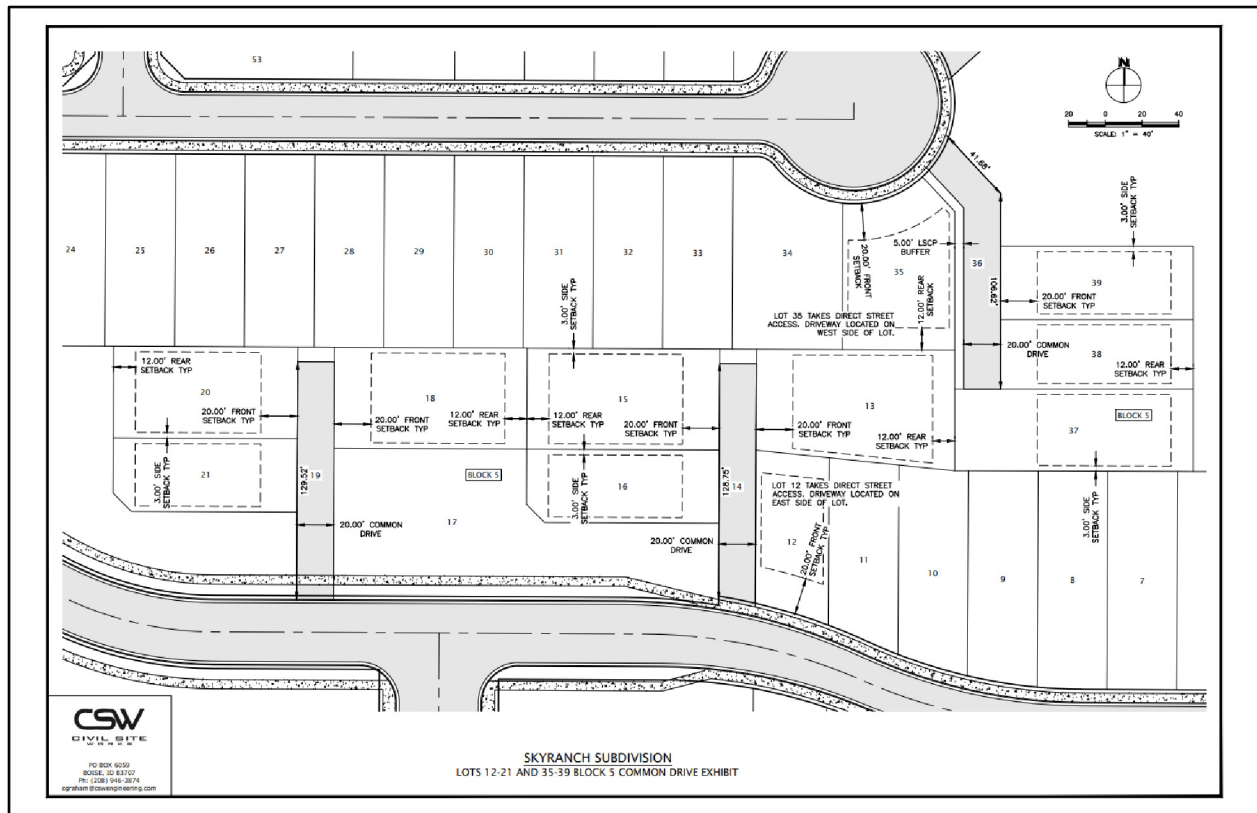 53
N
20 0 20 40
SCALE: 1" = 40'
41.68'
3.00' SIDE
SETBACK TYP
24
25
26
27
28
29
30
31
32
33
34
20.00' FRONT
SETBACK
5.00' LSCP
BUFFER
35
36
12.00' REAR
SETBACK
106.62'
39
20.00' FRONT
SETBACK TYP
3.00' SIDE
SETBACK TYP
LOT 35 TAKES DIRECT STREET
ACCESS. DRIVEWAY LOCATED ON
WEST SIDE OF LOT.
20.00' COMMON
DRIVE
38
12.00' REAR
SETBACK TYP
12.00' REAR
SETBACK TYP
20
20.00' FRONT
SETBACK TYP
18
20.00' FRONT
SETBACK TYP
12.00' REAR
SETBACK TYP
15
12.00' REAR
SETBACK TYP
20.00' FRONT
SETBACK TYP
13
20.00' FRONT
SETBACK TYP
12.00' REAR
SETBACK TYP
BLOCK 5
37
3.00' SIDE
SETBACK TYP
21
129.52'
19
BLOCK 5
3.00' SIDE
SETBACK TYP
16
128.75'
14
LOT 12 TAKES DIRECT STREET
ACCESS. DRIVEWAY LOCATED ON
EAST SIDE OF LOT.
3.00' SIDE
SETBACK TYP
20.00' COMMON
DRIVE
17
20.00' COMMON
DRIVE
12
20.00' FRONT
SETBACK TYP
11
10
9
8
7
CSW
CIVIL SITE
WORKS
PO BOX 6059
BOISE, ID 83707
Ph: (208) 946-3874
egraham@cswengineering.com
SKYRANCH SUBDIVISION
LOTS 12-21 AND 35-39 BLOCK 5 COMMON DRIVE EXHIBIT